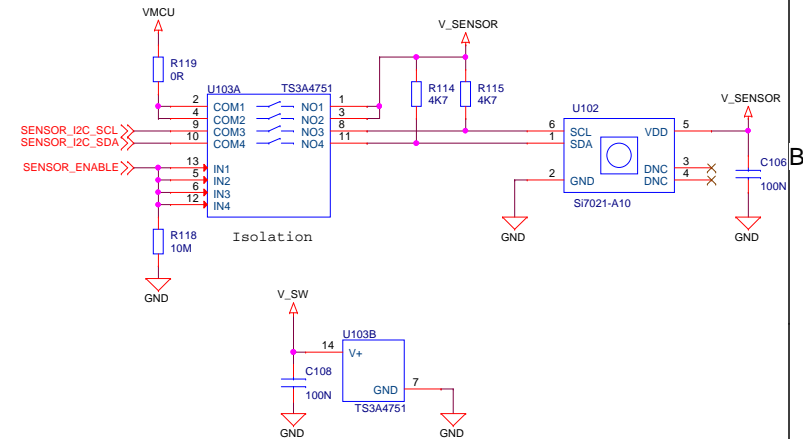 VMCU
V_SENSOR
R119
0R
U103A
TS3A4751
R114
4K7
R115
4K7
2
COM1
NO1
1
4
COM2
NO2
3
SENSOR_I2C_SCL
9
COM3
NO3
8
SENSOR_I2C_SDA
10
COM4
NO4
11
SENSOR_ENABLE
13
IN1
5
IN2
6
IN3
12
IN4
R118
10M
Isolation
GND
U102
6
SCL
VDD
5
1
SDA
DNC
3
2
GND
DNC
4
Si7021-A10
GND
V_SENSOR
C106
100N
GND
B
V_SW
U103B
14
V+
C108
100N
GND
7
TS3A4751
GND
GND